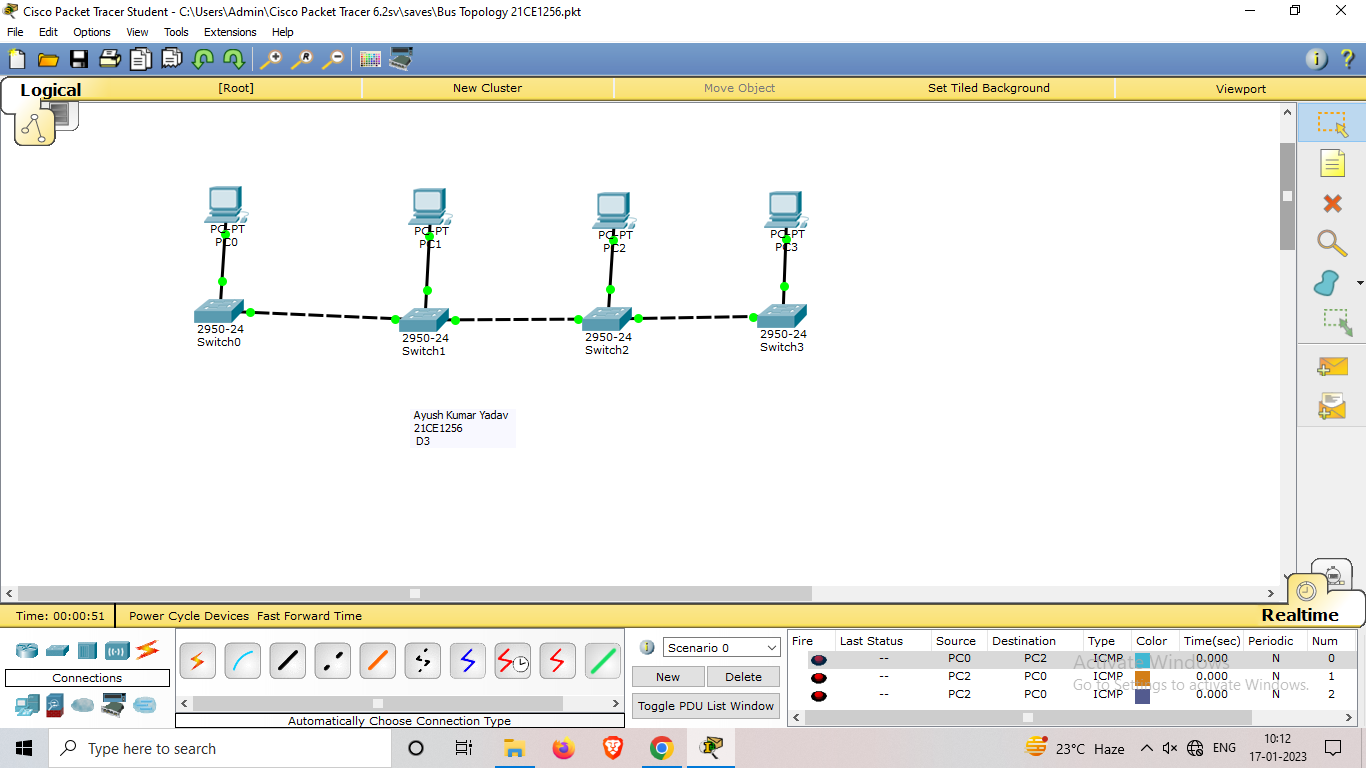 Cisco Packet Tracer Student - C:\Users\Admin\Cisco Packet Tracer 6.2sv\saves\Bus Topology 21CE1256.pkt
File Edit Options View Tools Extensions Help
Logical [Root] New Cluster Move Object Set Tiled Background Viewport
PC-PT PC-PT PC-PT PC-PT
PC0 PC1 PC2 PC3
2950-24 2950-24 2950-24 2950-24
Switch0 Switch1 Switch2 Switch3
Ayush Kumar Yadav
21CE1256
D3
Time: 00:00:51 Power Cycle Devices Fast Forward Time Realtime
Connections
Automatically Choose Connection Type
Scenario 0
New Delete
Toggle PDU List Window
Fire Last Status Source Destination Type Color Time(sec) Periodic Num
-- PC0 PC2 ICMP 0.000 N 0
-- PC2 PC0 ICMP 0.000 N 1
-- PC2 PC0 ICMP 0.000 N 2
Activate Windows
Go to Settings to activate Windows.
Type here to search
23°C Haze ENG 10:12
17-01-2023